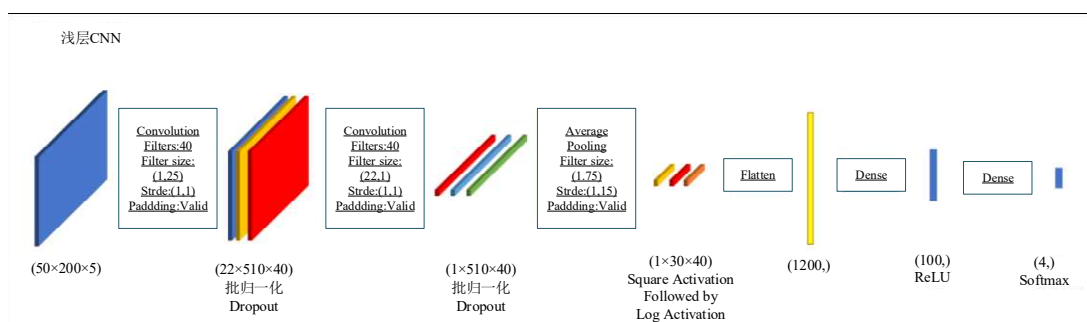 浅层CNN
Convolution
Filters:40
Filter size:
(1,25)
Strde:(1,1)
Paddding:Valid
Convolution
Filters:40
Filter size:
(22,1)
Strde:(1,1)
Paddding:Valid
Average
Pooling
Filter size:
(1.75)
Strde:(1,15)
Paddding:Valid
Flatten
Dense
Dense
(50×200×5)
(22×510×40)
批归一化
Dropout
(1×510×40)
批归一化
Dropout
(1×30×40)
Square Activation
Followed by
Log Activation
(1200,)
(100,)
ReLU
(4,)
Softmax